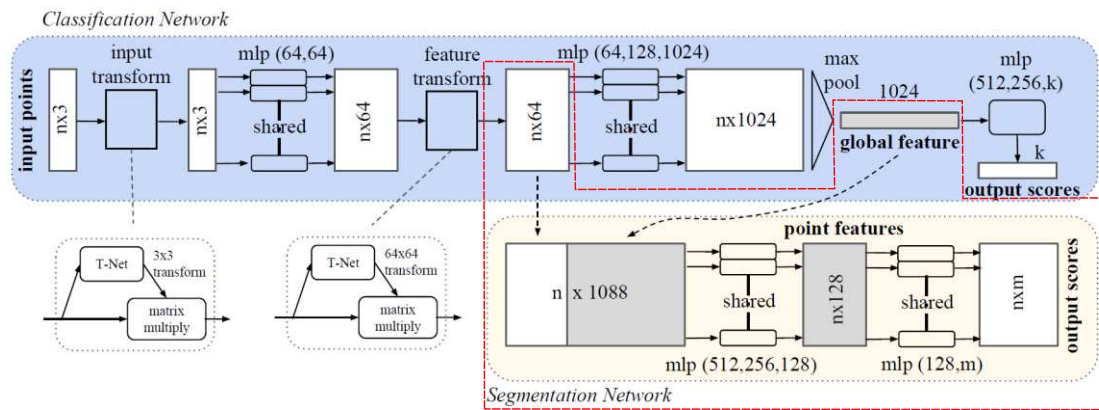 Classification Network
input points
nx3
input
transform
nx3
mlp (64,64)
shared
nx64
feature
transform
nx64
mlp (64,128,1024)
shared
nx1024
max
pool
1024
global feature
mlp
(512,256,k)
k
output scores
T-Net
3x3
transform
matrix
multiply
T-Net
64x64
transform
matrix
multiply
point features
n x 1088
shared
mlp (512,256,128)
nx128
shared
mlp (128,m)
nxm
output scores
Segmentation Network